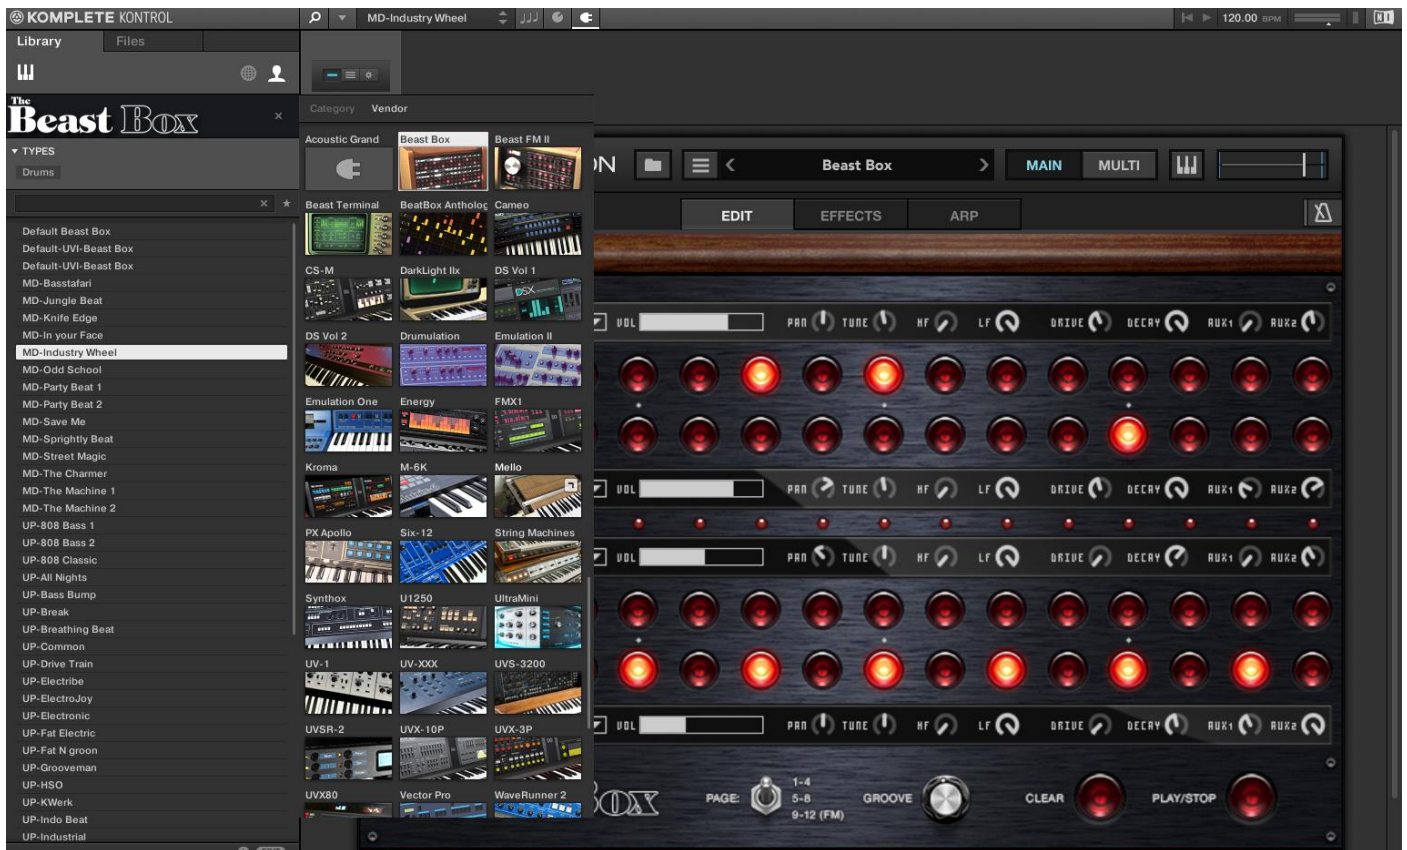 KOMPLETE KONTROL
MD-Industry Wheel
120.00 BPM
Library Files
The
Beast Box
Category Vendor
TYPES
Drums
Default Beast Box
Default-UVI-Beast Box
Default-UVI-Beast Box
MD-Basstafari
MD-Jungle Beat
MD-Knife Edge
MD-In your Face
MD-Industry Wheel
MD-Odd School
MD-Party Beat 1
MD-Party Beat 2
MD-Save Me
MD-Sprightly Beat
MD-Street Magic
MD-The Charmer
MD-The Machine 1
MD-The Machine 2
UP-808 Bass 1
UP-808 Bass 2
UP-808 Classic
UP-All Nights
UP-Bass Bump
UP-Break
UP-Breathing Beat
UP-Common
UP-Drive Train
UP-Electribe
UP-ElectroJoy
UP-Electronic
UP-Fat Electric
UP-Fat N groon
UP-Grooveman
UP-HSO
UP-KWerk
UP-Indo Beat
UP-Industrial
Acoustic Grand Beast Box Beast FM II
Beast Terminal BeatBox Antholog Cameo
CS-M DarkLight IIx DS Vol 1
DSX
DS Vol 2 Drumulation Emulation II
Emulation One Energy FMX1
Kroma M-6K Mello
PX Apollo Six-12 String Machines
Synthox U1250 UltraMini
UV-1 UV-XXX UVS-3200
UVSR-2 UVX-10P UVX-3P
UVX80 Vector Pro WaveRunner 2
ON Beast Box MAIN MULTI
EDIT EFFECTS ARP
VOL PAN TUNE HF LF DRIVE DECAY AUX1 AUX2
VOL PAN TUNE HF LF DRIVE DECAY AUX1 AUX2
VOL PAN TUNE HF LF DRIVE DECAY AUX1 AUX2
VOL PAN TUNE HF LF DRIVE DECAY AUX1 AUX2
Box PAGE: 1-4
5-8
9-12 (FM)
GROOVE CLEAR PLAY/STOP